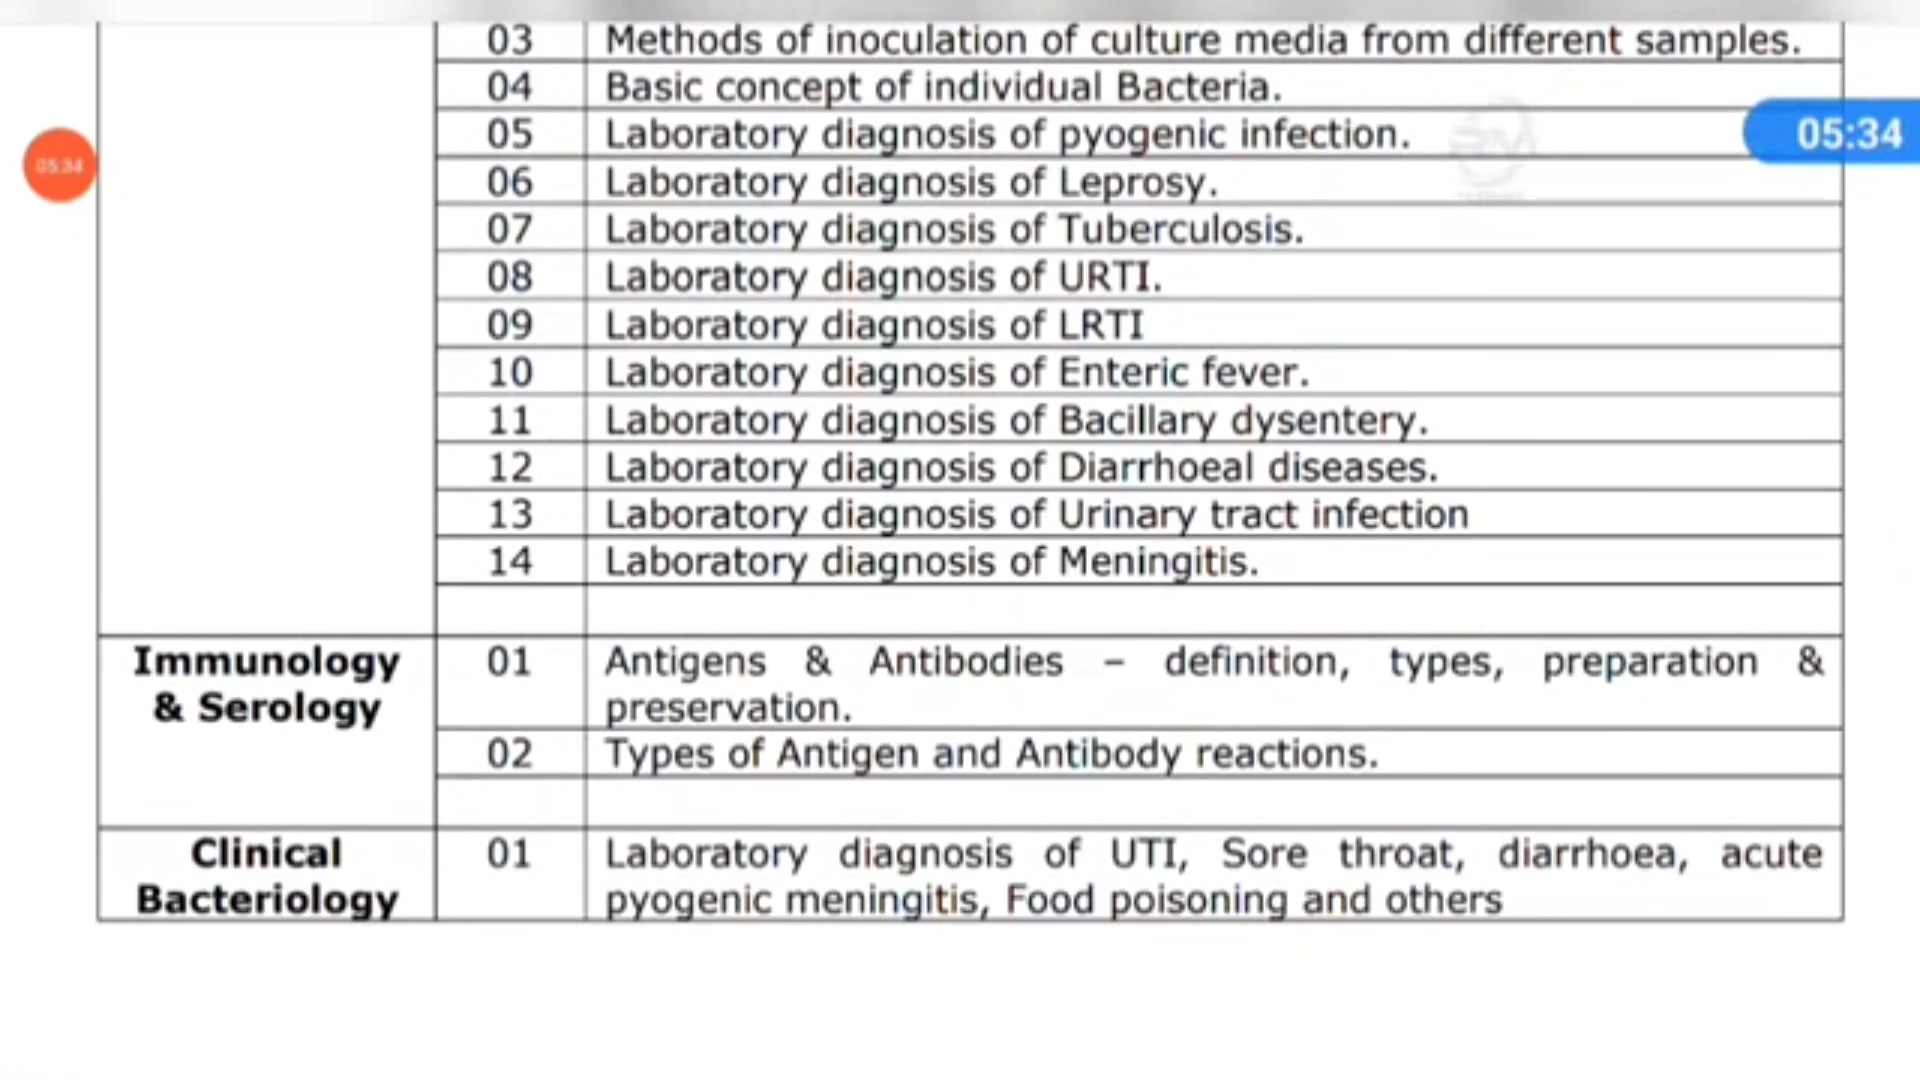 03 Methods of inoculation of culture media from different samples.
04 Basic concept of individual Bacteria.
05 Laboratory diagnosis of pyogenic infection.
05:34
05:34
06 Laboratory diagnosis of Leprosy.
07 Laboratory diagnosis of Tuberculosis.
08 Laboratory diagnosis of URTI.
09 Laboratory diagnosis of LRTI
10 Laboratory diagnosis of Enteric fever.
11 Laboratory diagnosis of Bacillary dysentery.
12 Laboratory diagnosis of Diarrhoeal diseases.
13 Laboratory diagnosis of Urinary tract infection
14 Laboratory diagnosis of Meningitis.
Immunology 01 Antigens & Antibodies – definition, types, preparation &
& Serology preservation.
02 Types of Antigen and Antibody reactions.
Clinical 01 Laboratory diagnosis of UTI, Sore throat, diarrhoea, acute
Bacteriology pyogenic meningitis, Food poisoning and others